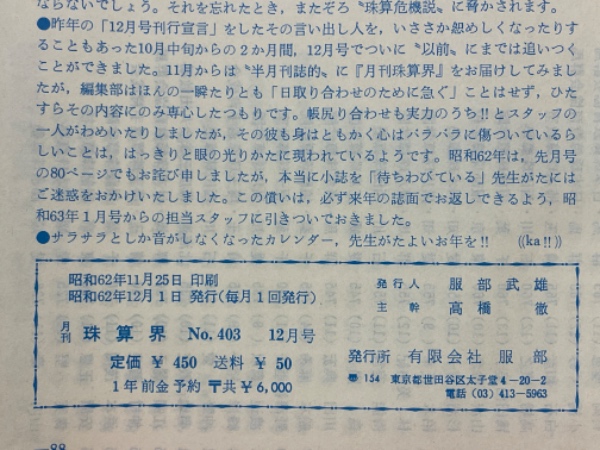 ならないでしょう。それを忘れたとき，またぞろ〝珠算危機説〟に脅かされます。
●昨年の「12月号刊行宣言」をしたその言い出し人を，いささか恕めしくなったりす
ることもあった10月中旬からの2か月間，12月号でついに〝以前〟にまでは追いつく
ことができました。11月からは〝半月刊誌的〟に『月刊珠算界』をお届けしてみまし
たが，編集部はほんの一瞬たりとも「日取り合わせのために急ぐ」ことはせず，ひた
すらその内容にのみ専心したつもりです。帳尻り合わせも実力のうち!!とスタッフの
一人がわめいたりしましたが，その彼も身はともかく心はバラバラに傷ついているら
しいことは，はっきりと眼の光りかたに現われているようです。昭和62年は，先月号
の80ページでもお詫び申しましたが，本当に小誌を「待ちわびている」先生がたには
ご迷惑をおかけいたしました。この償いは，必ず来年の誌面でお返しできるよう，昭
和63年1月号からの担当スタッフに引きついでおきました。
●サラサラとしか音がしなくなったカレンダー，先生がたよいお年を!! ((ka!!))
昭和62年11月25日 印刷
昭和62年12月1日 発行(毎月1回発行)
月刊 珠算界 No.403 12月号
定価 ¥450 送料 ¥50
1年前金予約 〒共¥6,000
発行人 服部武雄
主幹 高橋徹
発行所 有限会社 服部
〒154 東京都世田谷区太子堂4-20-2
電話(03)413-5963
—88